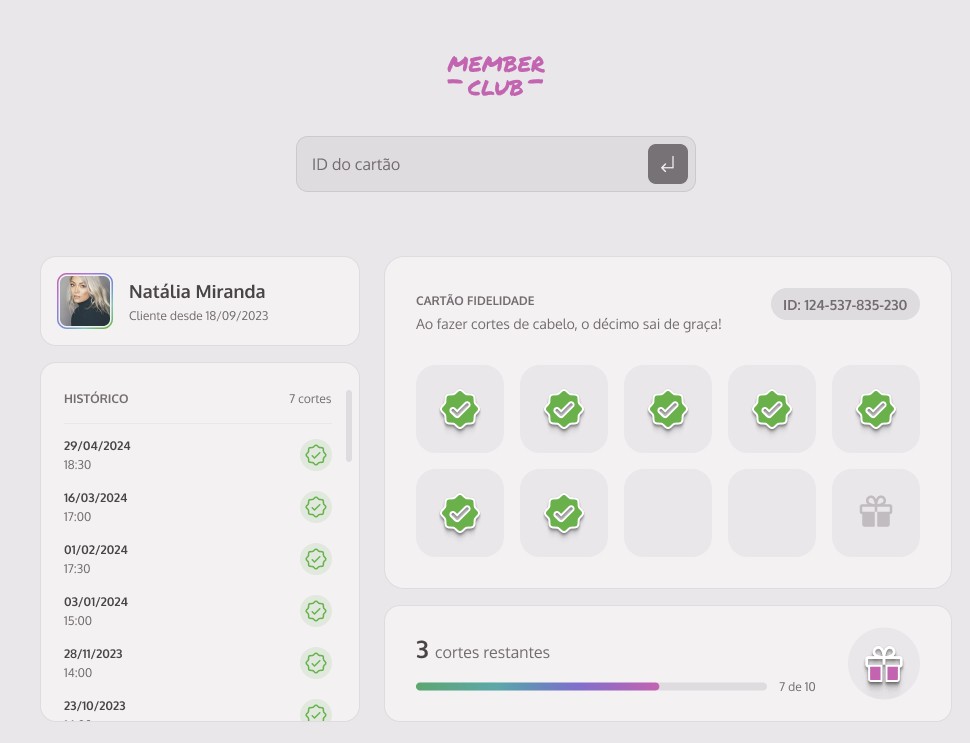 MEMBER
CLUB
ID do cartão
Natália Miranda
Cliente desde 18/09/2023
HISTÓRICO
7 cortes
29/04/2024
18:30
16/03/2024
17:00
01/02/2024
17:30
03/01/2024
15:00
28/11/2023
14:00
23/10/2023
CARTÃO FIDELIDADE
ID: 124-537-835-230
Ao fazer cortes de cabelo, o décimo sai de graça!
3 cortes restantes
7 de 10